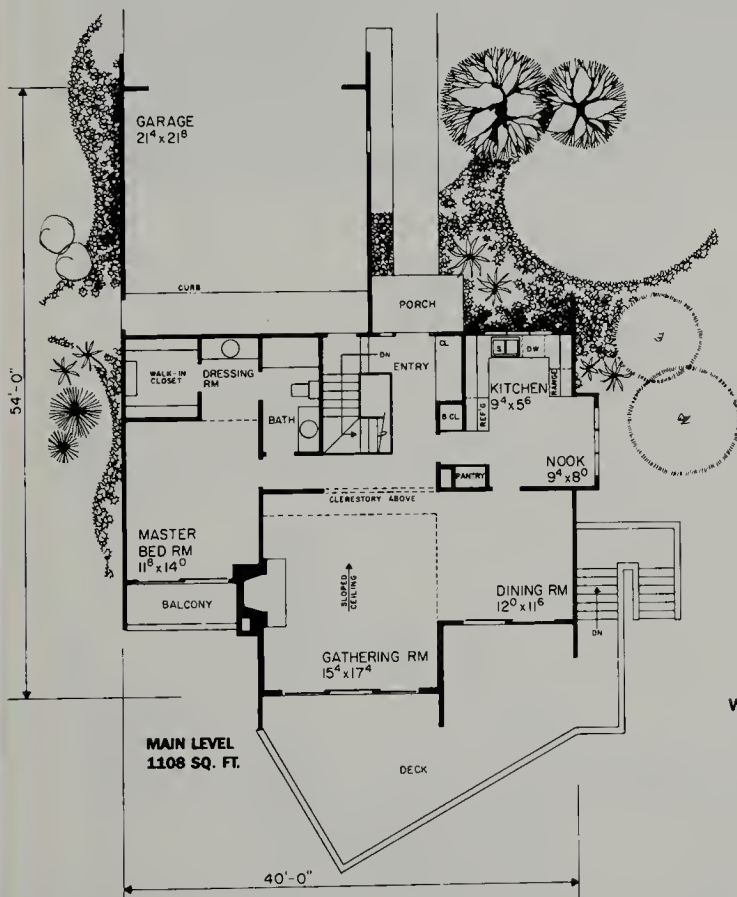 GARAGE
21⁴ x 21⁸
CURB
PORCH
54'-0"
WALK-IN
CLOSET
DRESSING
RM
BATH
DN
ENTRY
CL
S
DW
RANGE
KITCHEN
9⁴ x 5⁶
REF'G
B CL
PANTRY
NOOK
9⁴ x 8⁰
CLERESTORY ABOVE
MASTER
BED RM
11⁸ x 14⁰
BALCONY
SLOPED
CEILING
DINING RM
12⁰ x 11⁶
DN
GATHERING RM
15⁴ x 17⁴
W
MAIN LEVEL
1108 SQ. FT.
DECK
40'-0"